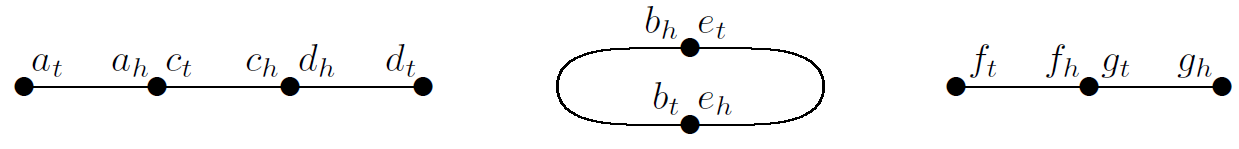 b_h e_t
a_t a_h c_t c_h d_h d_t b_t e_h f_t f_h g_t g_h